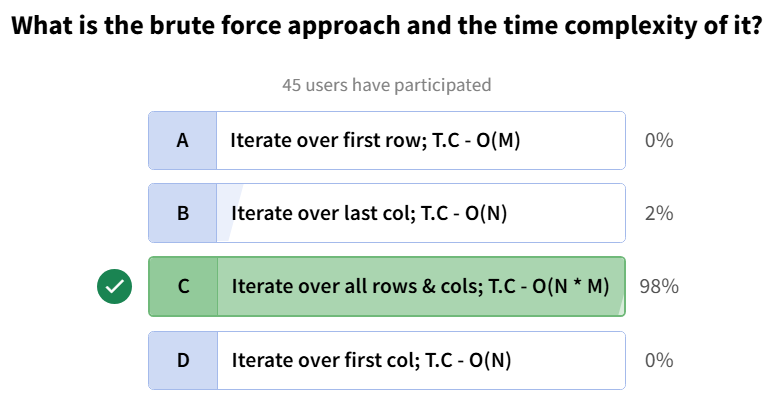 What is the brute force approach and the time complexity of it?
45 users have participated
A Iterate over first row; T.C - O(M) 0%
B Iterate over last col; T.C - O(N) 2%
C Iterate over all rows & cols; T.C - O(N * M) 98%
D Iterate over first col; T.C - O(N) 0%